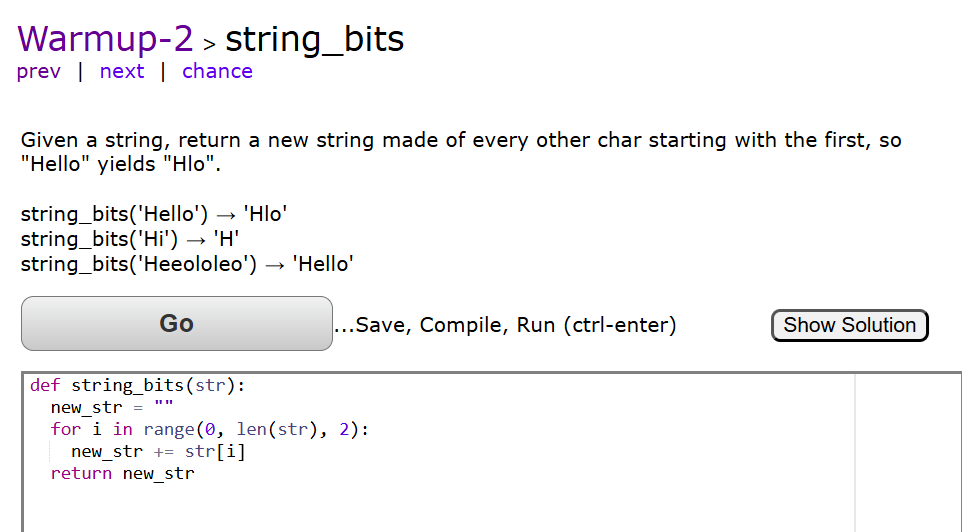 Warmup-2 > string_bits
prev | next | chance
Given a string, return a new string made of every other char starting with the first, so
"Hello" yields "Hlo".
string_bits('Hello') → 'Hlo'
string_bits('Hi') → 'H'
string_bits('Heeololeo') → 'Hello'
Go ...Save, Compile, Run (ctrl-enter) Show Solution
def string_bits(str):
  new_str = ""
  for i in range(0, len(str), 2):
    new_str += str[i]
  return new_str